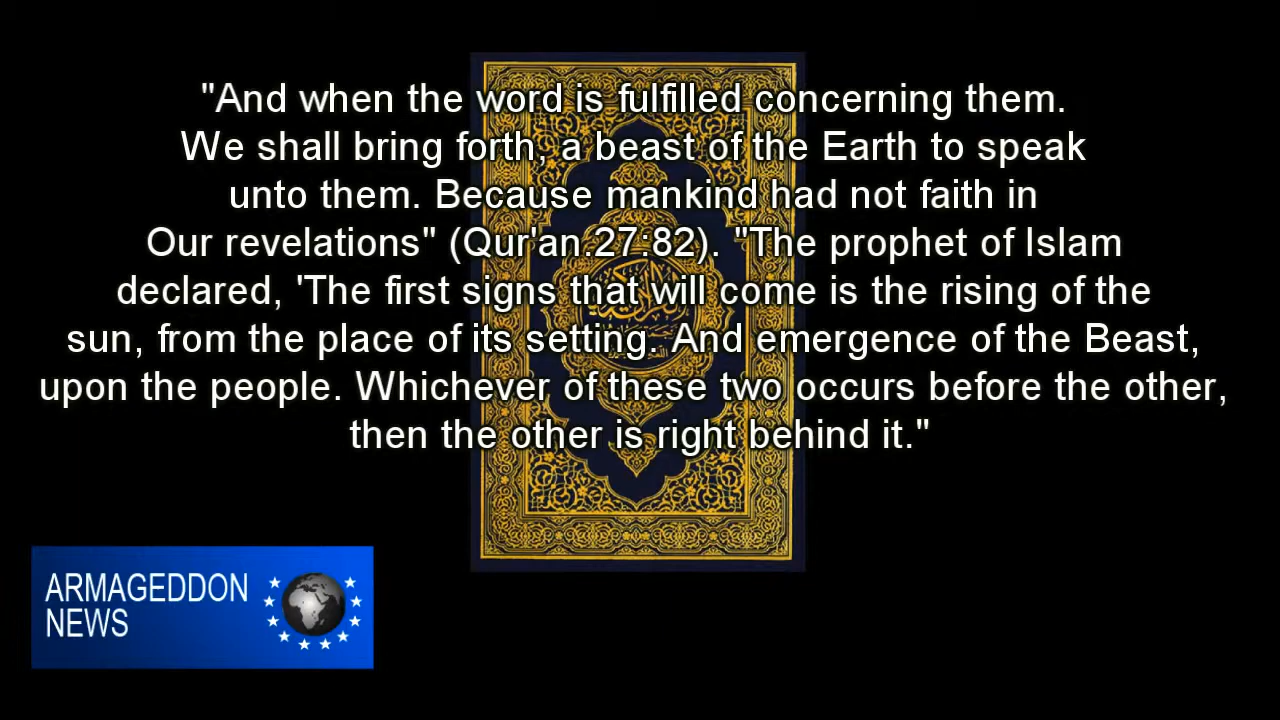 "And when the word is fulfilled concerning them.
We shall bring forth, a beast of the Earth to speak
unto them. Because mankind had not faith in
Our revelations" (Qur'an.27:82). "The prophet of Islam
declared, 'The first signs that will come is the rising of the
sun, from the place of its setting. And emergence of the Beast,
upon the people. Whichever of these two occurs before the other,
then the other is right behind it."
ARMAGEDDON
NEWS